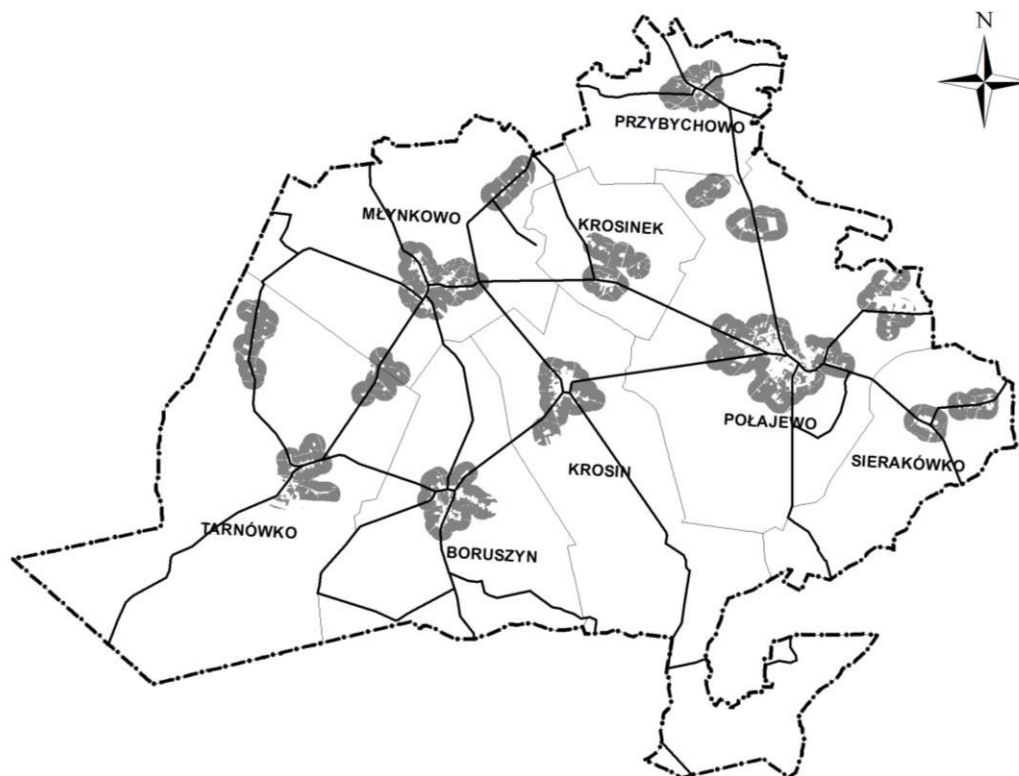 N
PRZYBYCHOWO
MŁYNKOWO
KROSINEK
POŁAJEWO
SIERAKÓWKO
KROSIN
TARNÓWKO
BORUSZYN